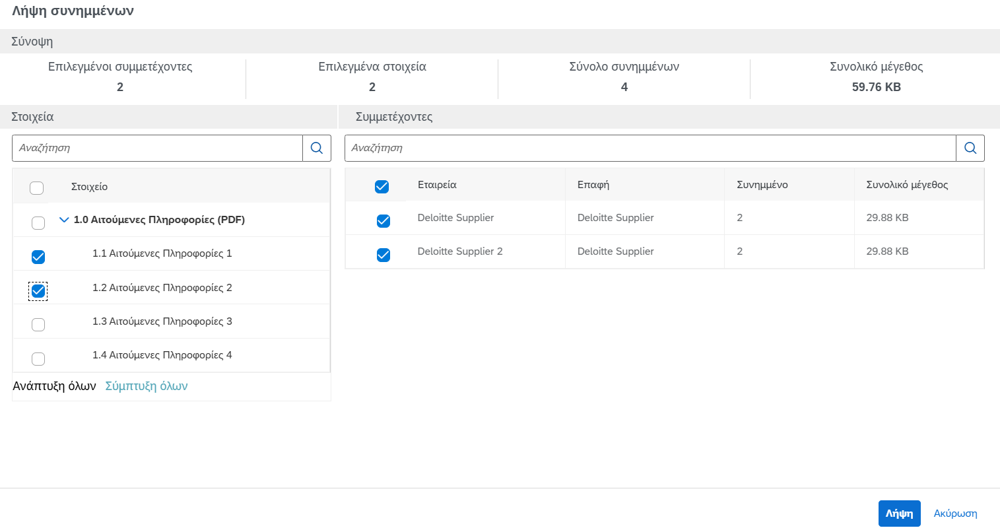 Λήψη συνημμένων
Σύνοψη
Επιλεγμένοι συμμετέχοντες
2
Επιλεγμένα στοιχεία
2
Σύνολο συνημμένων
4
Συνολικό μέγεθος
59.76 KB
Στοιχεία
Αναζήτηση
Στοιχείο
1.0 Αιτούμενες Πληροφορίες (PDF)
1.1 Αιτούμενες Πληροφορίες 1
1.2 Αιτούμενες Πληροφορίες 2
1.3 Αιτούμενες Πληροφορίες 3
1.4 Αιτούμενες Πληροφορίες 4
Ανάπτυξη όλων Σύμπτυξη όλων
Συμμετέχοντες
Αναζήτηση
Εταιρεία Επαφή Συνημμένο Συνολικό μέγεθος
Deloitte Supplier Deloitte Supplier 2 29.88 KB
Deloitte Supplier 2 Deloitte Supplier 2 29.88 KB
Λήψη Ακύρωση